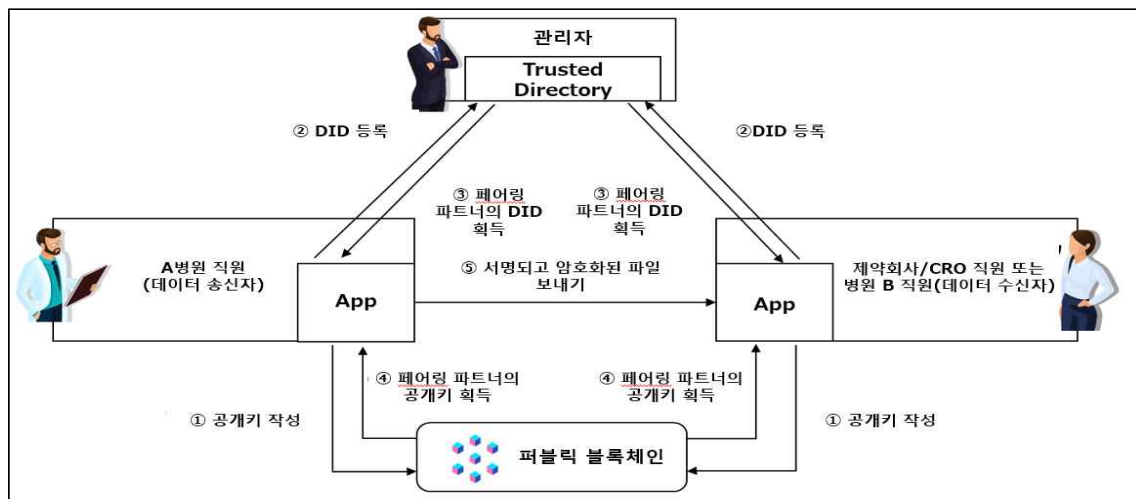 관리자
Trusted
Directory
② DID 등록
②DID 등록
③ 페어링
파트너의 DID
획득
③ 페어링
파트너의 DID
획득
A병원 직원
(데이터 송신자)
App
⑤ 서명되고 암호화된 파일
보내기
App
제약회사/CRO 직원 또는
병원 B 직원(데이터 수신자)
④ 페어링 파트너의
공개키 획득
④ 페어링 파트너의
공개키 획득
① 공개키 작성
① 공개키 작성
퍼블릭 블록체인